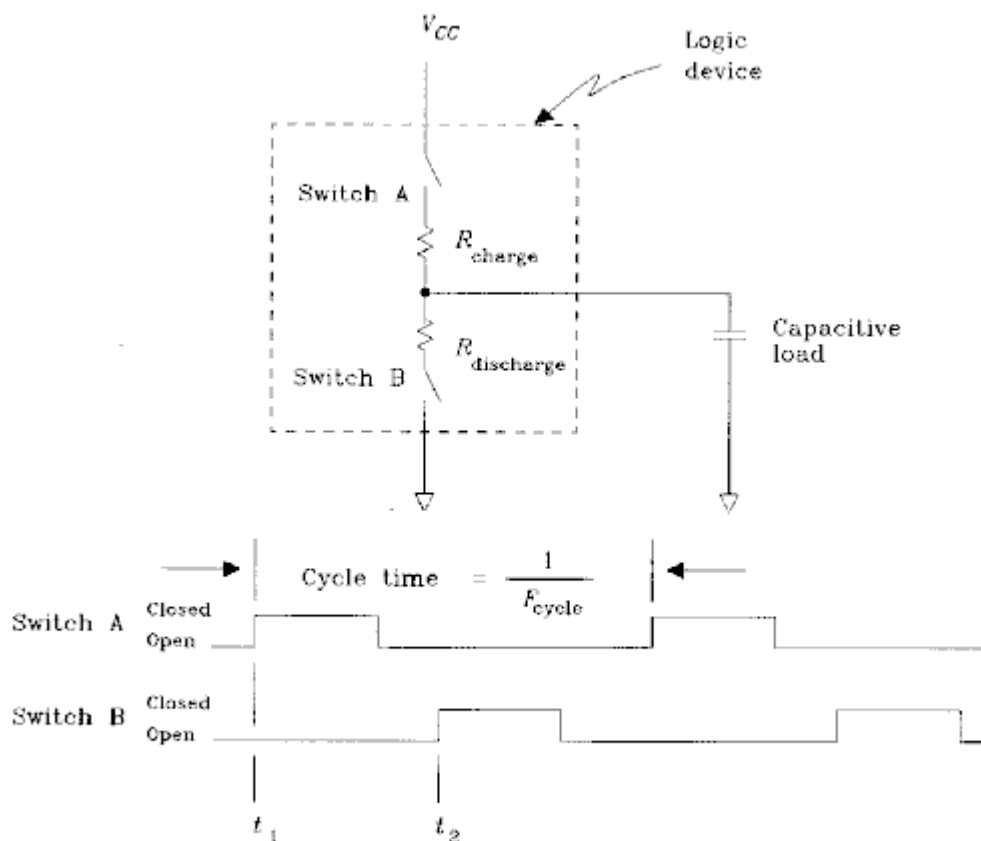 V_CC
Logic
device
Switch A
R_charge
R_discharge
Switch B
Capacitive
load
Cycle time = 1/F_cycle
Switch A Closed
Open
Switch B Closed
Open
t_1 t_2